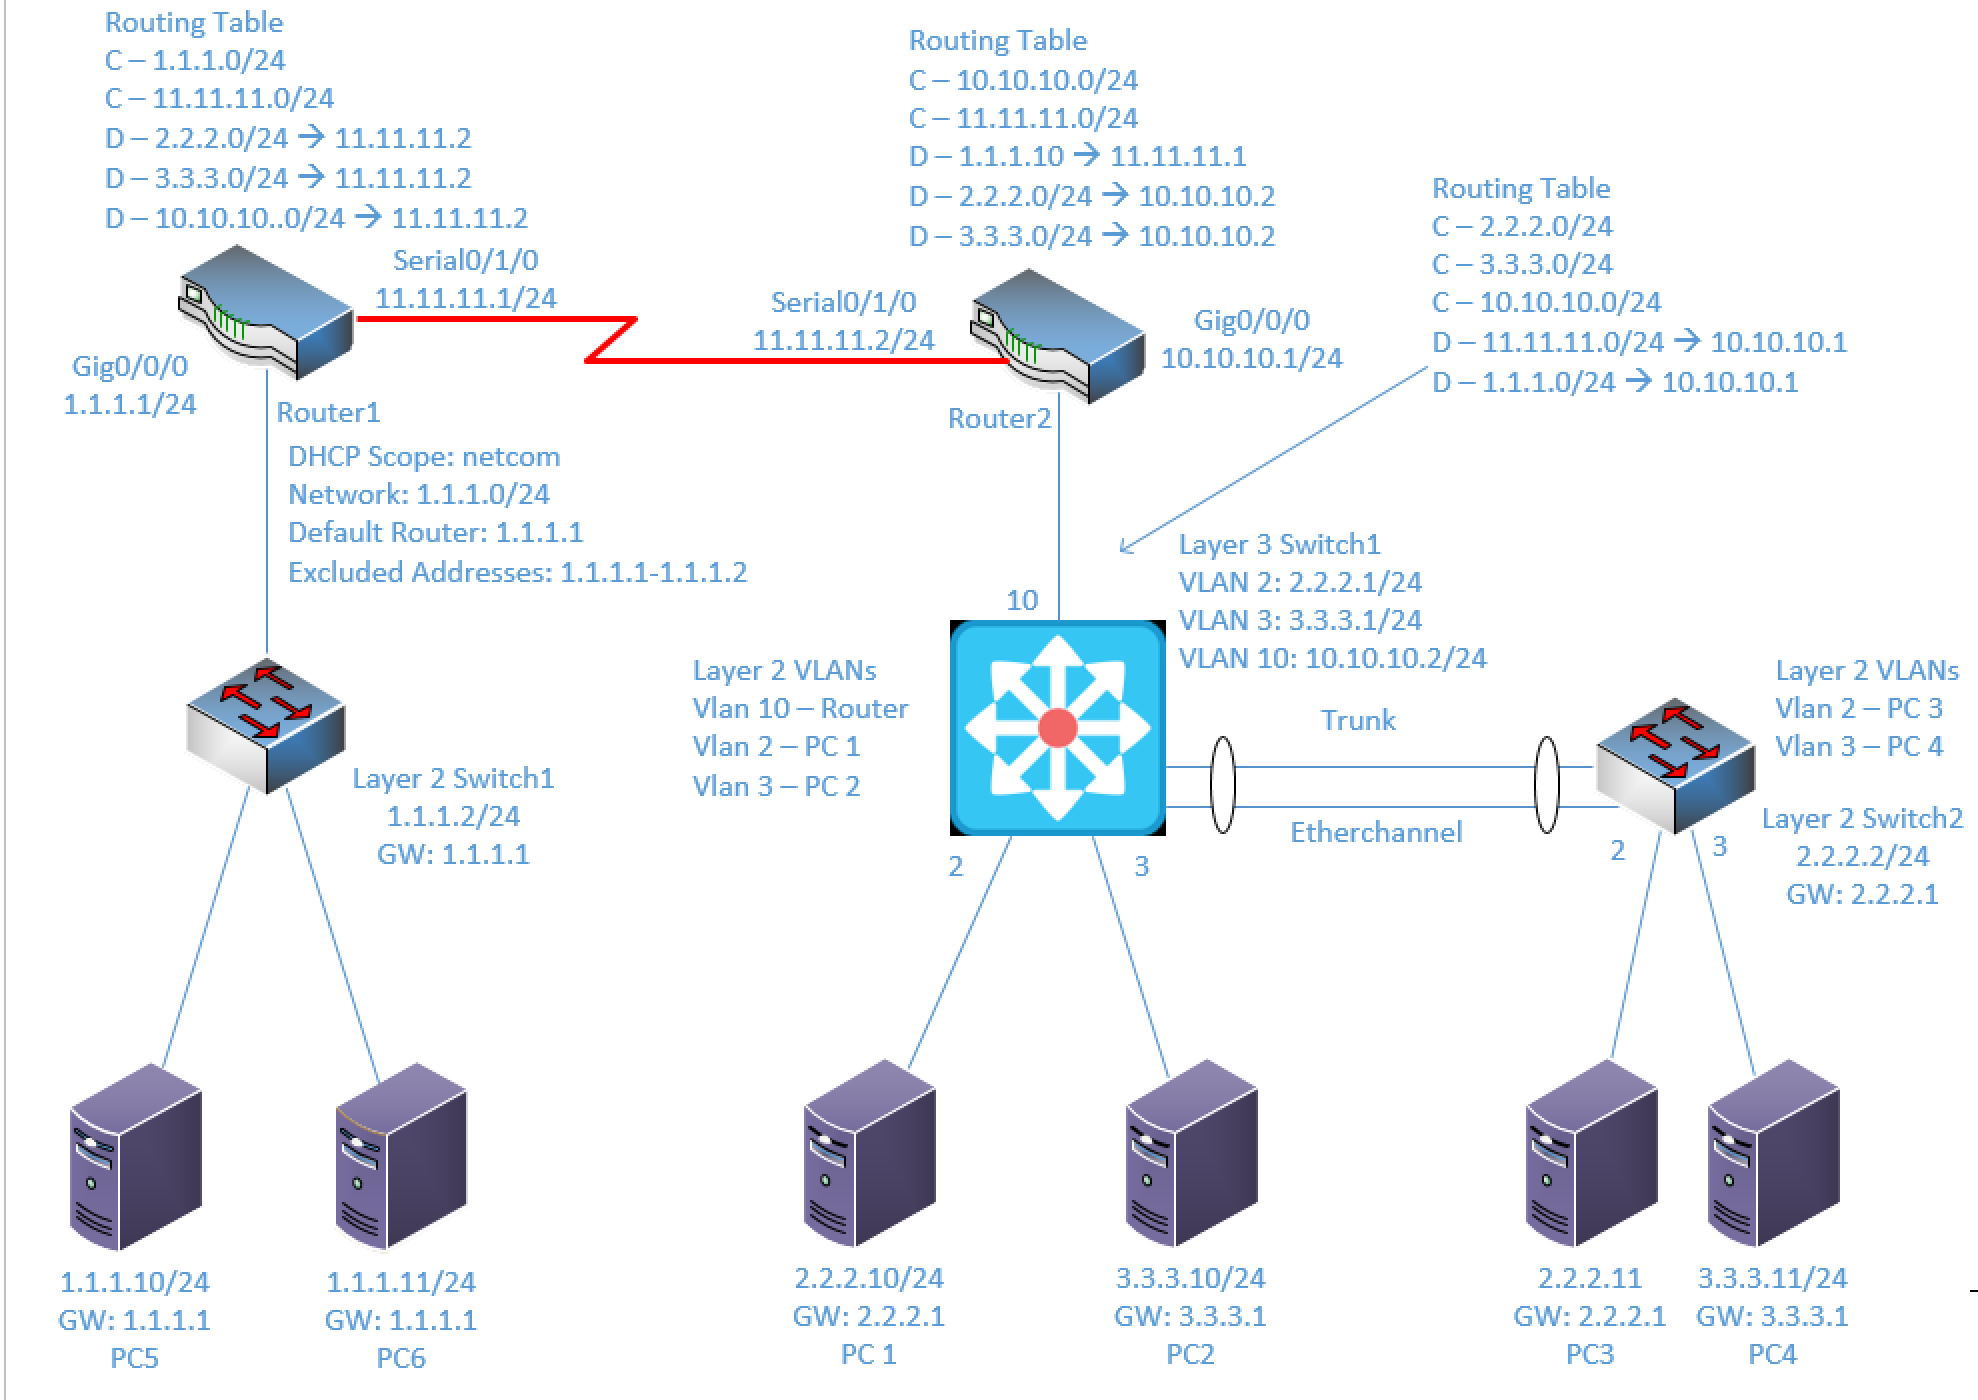 Routing Table
C – 1.1.1.0/24
C – 11.11.11.0/24
D – 2.2.2.0/24 → 11.11.11.2
D – 3.3.3.0/24 → 11.11.11.2
D – 10.10.10..0/24 → 11.11.11.2
Routing Table
C – 10.10.10.0/24
C – 11.11.11.0/24
D – 1.1.1.10 → 11.11.11.1
D – 2.2.2.0/24 → 10.10.10.2
D – 3.3.3.0/24 → 10.10.10.2
Routing Table
C – 2.2.2.0/24
C – 3.3.3.0/24
C – 10.10.10.0/24
D – 11.11.11.0/24 → 10.10.10.1
D – 1.1.1.0/24 → 10.10.10.1
Serial0/1/0
11.11.11.1/24
Serial0/1/0
11.11.11.2/24
Gig0/0/0
10.10.10.1/24
Gig0/0/0
1.1.1.1/24
Router1
Router2
DHCP Scope: netcom
Network: 1.1.1.0/24
Default Router: 1.1.1.1
Excluded Addresses: 1.1.1.1-1.1.1.2
Layer 3 Switch1
VLAN 2: 2.2.2.1/24
VLAN 3: 3.3.3.1/24
VLAN 10: 10.10.10.2/24
10
Layer 2 VLANs
Vlan 10 – Router
Vlan 2 – PC 1
Vlan 3 – PC 2
Trunk
Etherchannel
Layer 2 VLANs
Vlan 2 – PC 3
Vlan 3 – PC 4
Layer 2 Switch1
1.1.1.2/24
GW: 1.1.1.1
Layer 2 Switch2
2.2.2.2/24
GW: 2.2.2.1
2
3
2
3
1.1.1.10/24
GW: 1.1.1.1
PC5
1.1.1.11/24
GW: 1.1.1.1
PC6
2.2.2.10/24
GW: 2.2.2.1
PC 1
3.3.3.10/24
GW: 3.3.3.1
PC2
2.2.2.11
GW: 2.2.2.1
PC3
3.3.3.11/24
GW: 3.3.3.1
PC4